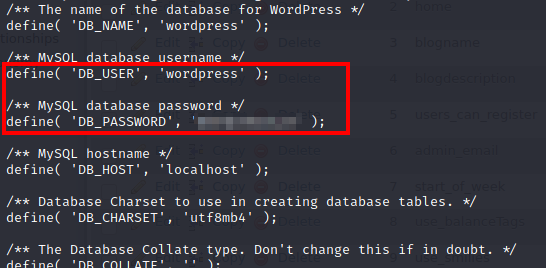 /** The name of the database for WordPress */
define( 'DB_NAME', 'wordpress' );
/** MySQL database username */
define( 'DB_USER', 'wordpress' );
/** MySQL database password */
define( 'DB_PASSWORD', ' );
/** MySQL hostname */
define( 'DB_HOST', 'localhost' );
/** Database Charset to use in creating database tables. */
define( 'DB_CHARSET', 'utf8mb4' );
/** The Database Collate type. Don't change this if in doubt. */
define( 'DB_COLLATE', '' );